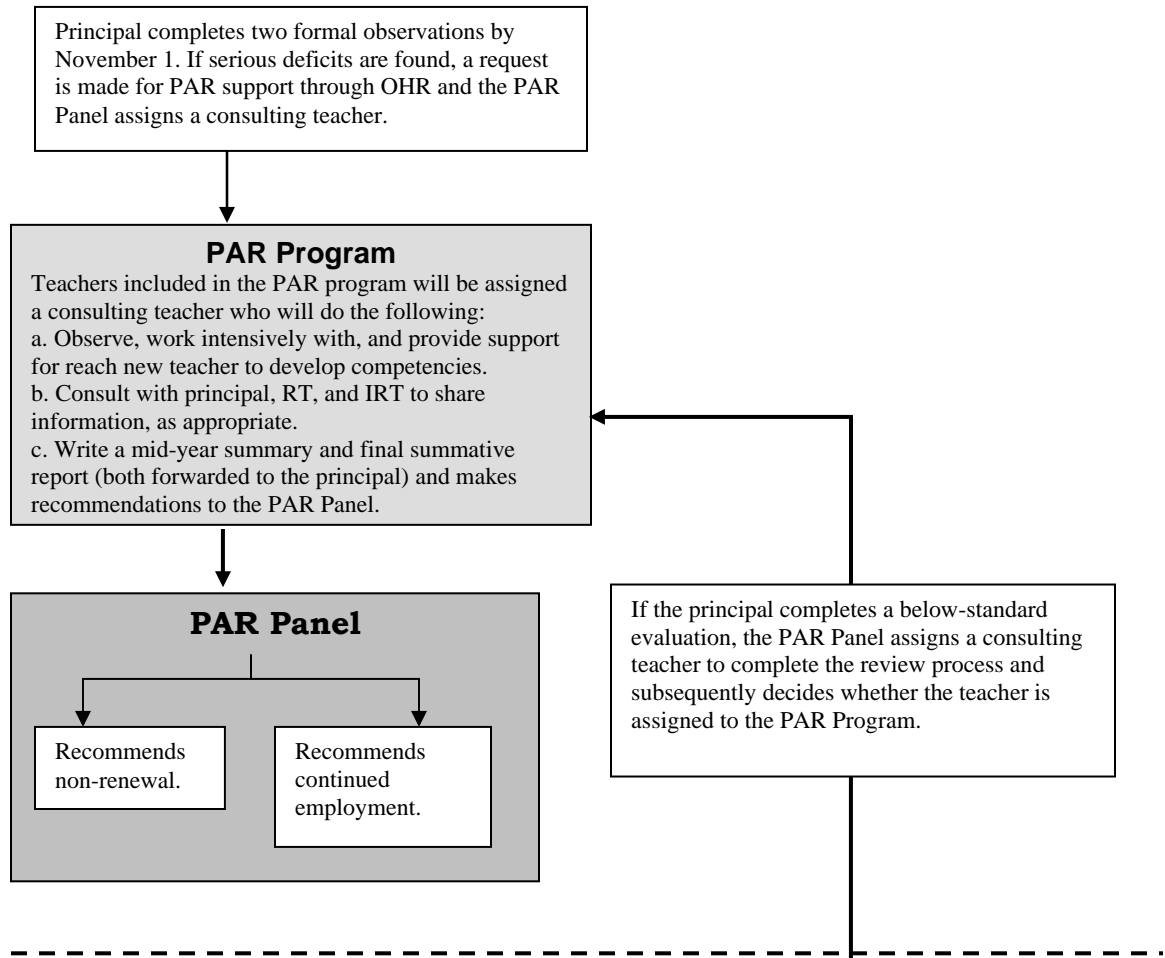 Principal completes two formal observations by
November 1. If serious deficits are found, a request
is made for PAR support through OHR and the PAR
Panel assigns a consulting teacher.
PAR Program
Teachers included in the PAR program will be assigned
a consulting teacher who will do the following:
a. Observe, work intensively with, and provide support
for reach new teacher to develop competencies.
b. Consult with principal, RT, and IRT to share
information, as appropriate.
c. Write a mid-year summary and final summative
report (both forwarded to the principal) and makes
recommendations to the PAR Panel.
PAR Panel
Recommends
non-renewal.
Recommends
continued
employment.
If the principal completes a below-standard
evaluation, the PAR Panel assigns a consulting
teacher to complete the review process and
subsequently decides whether the teacher is
assigned to the PAR Program.